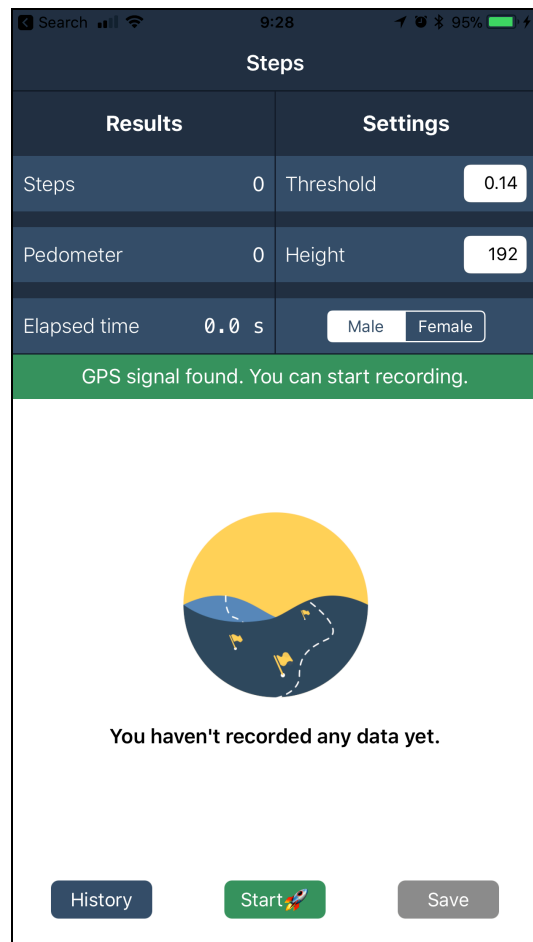 Search 9:28 95%
Steps
Results Settings
Steps 0 Threshold 0.14
Pedometer 0 Height 192
Elapsed time 0.0 s Male Female
GPS signal found. You can start recording.
You haven't recorded any data yet.
History Start🚀 Save